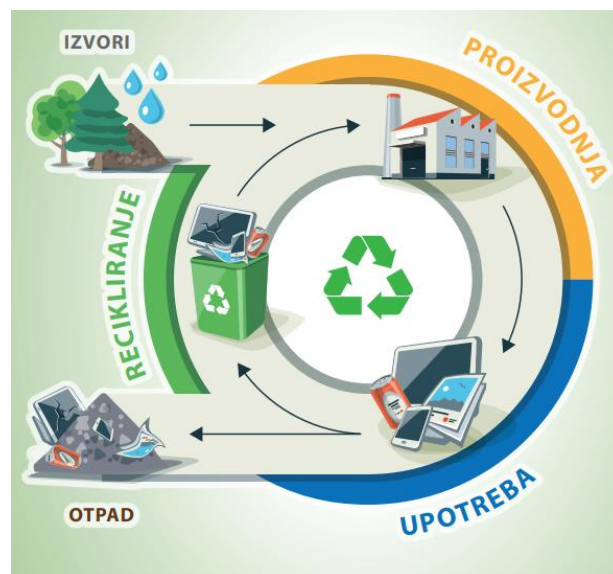 IZVORI
PROIZVODNJA
RECIKLIRANJE
OTPAD
UPOTREBA